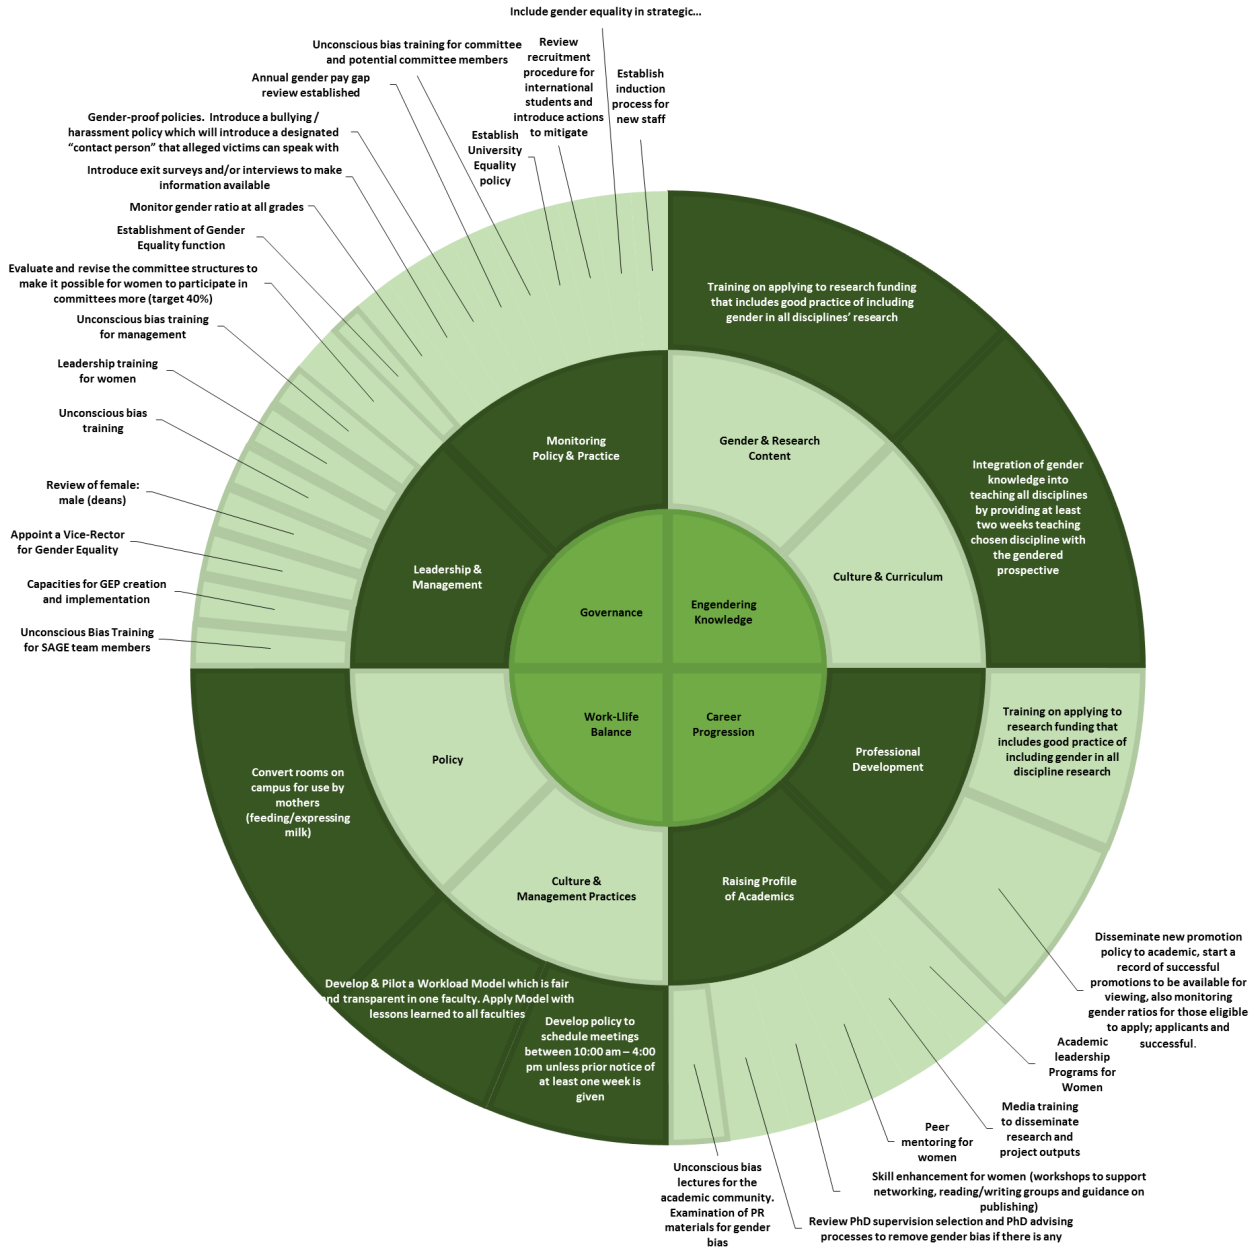 Include gender equality in strategic...
Unconscious bias training for committee
and potential committee members
Review
recruitment
procedure for
international
students and
introduce actions
to mitigate
Establish
induction
process for
new staff
Annual gender pay gap
review established
Gender-proof policies. Introduce a bullying /
harassment policy which will introduce a designated
“contact person” that alleged victims can speak with
Establish
University
Equality
policy
Introduce exit surveys and/or interviews to make
information available
Monitor gender ratio at all grades
Establishment of Gender
Equality function
Evaluate and revise the committee structures to
make it possible for women to participate in
committees more (target 40%)
Unconscious bias training
for management
Leadership training
for women
Unconscious bias
training
Review of female:
male (deans)
Appoint a Vice-Rector
for Gender Equality
Capacities for GEP creation
and implementation
Unconscious Bias Training
for SAGE team members
Training on applying to research funding
that includes good practice of including
gender in all disciplines’ research
Integration of gender
knowledge into
teaching all disciplines
by providing at least
two weeks teaching
chosen discipline with
the gendered
prospective
Monitoring
Policy & Practice
Gender & Research
Content
Leadership &
Management
Culture & Curriculum
Governance
Engendering
Knowledge
Work-Llife
Balance
Career
Progression
Policy
Professional
Development
Culture &
Management Practices
Raising Profile
of Academics
Training on applying to
research funding that
includes good practice of
including gender in all
discipline research
Convert rooms on
campus for use by
mothers
(feeding/expressing
milk)
Develop & Pilot a Workload Model which is fair
and transparent in one faculty. Apply Model with
lessons learned to all faculties
Develop policy to
schedule meetings
between 10:00 am – 4:00
pm unless prior notice of
at least one week is
given
Disseminate new promotion
policy to academic, start a
record of successful
promotions to be available for
viewing, also monitoring
gender ratios for those eligible
to apply; applicants and
successful.
Academic
leadership
Programs for
Women
Media training
to disseminate
research and
project outputs
Peer
mentoring for
women
Skill enhancement for women (workshops to support
networking, reading/writing groups and guidance on
publishing)
Review PhD supervision selection and PhD advising
processes to remove gender bias if there is any
Unconscious bias
lectures for the
academic community.
Examination of PR
materials for gender
bias